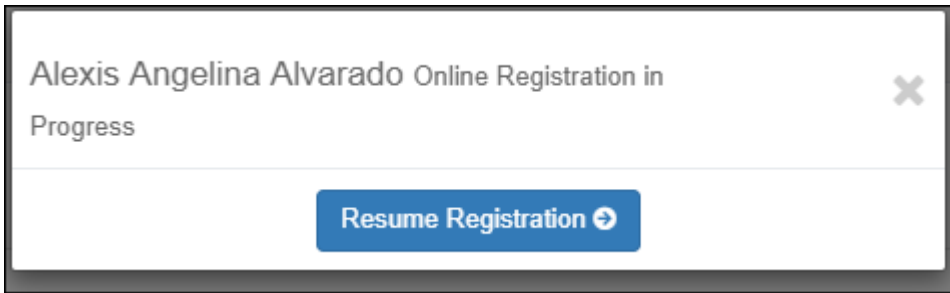 Alexis Angelina Alvarado Online Registration in
Progress
Resume Registration